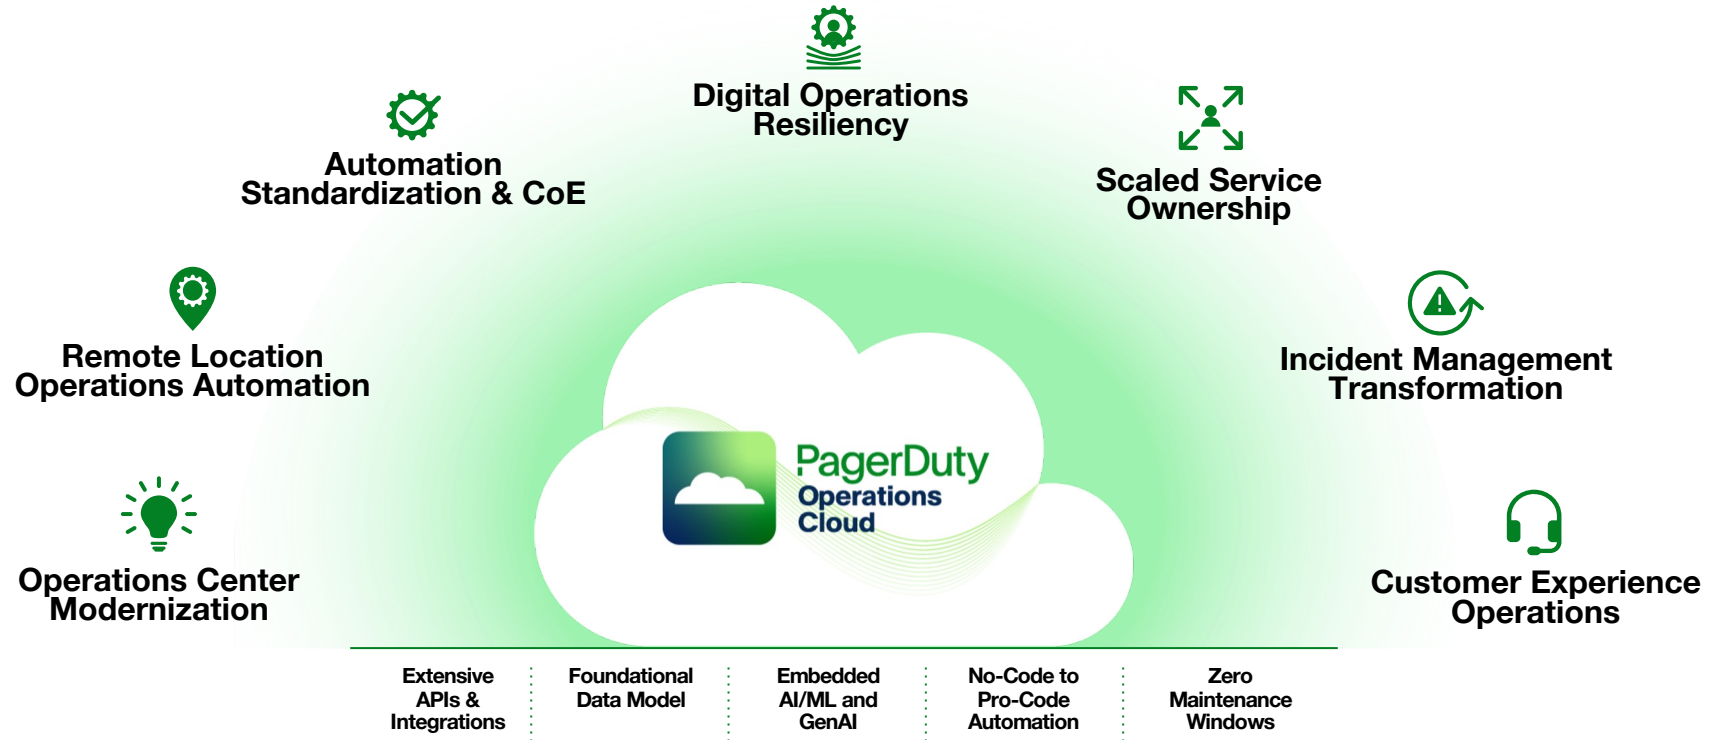 Digital Operations
Resiliency
Automation
Standardization & CoE
Scaled Service
Ownership
Remote Location
Operations Automation
Incident Management
Transformation
PagerDuty
Operations
Cloud
Operations Center
Modernization
Customer Experience
Operations
Extensive
APIs &
Integrations
Foundational
Data Model
Embedded
AI/ML and
GenAI
No-Code to
Pro-Code
Automation
Zero
Maintenance
Windows